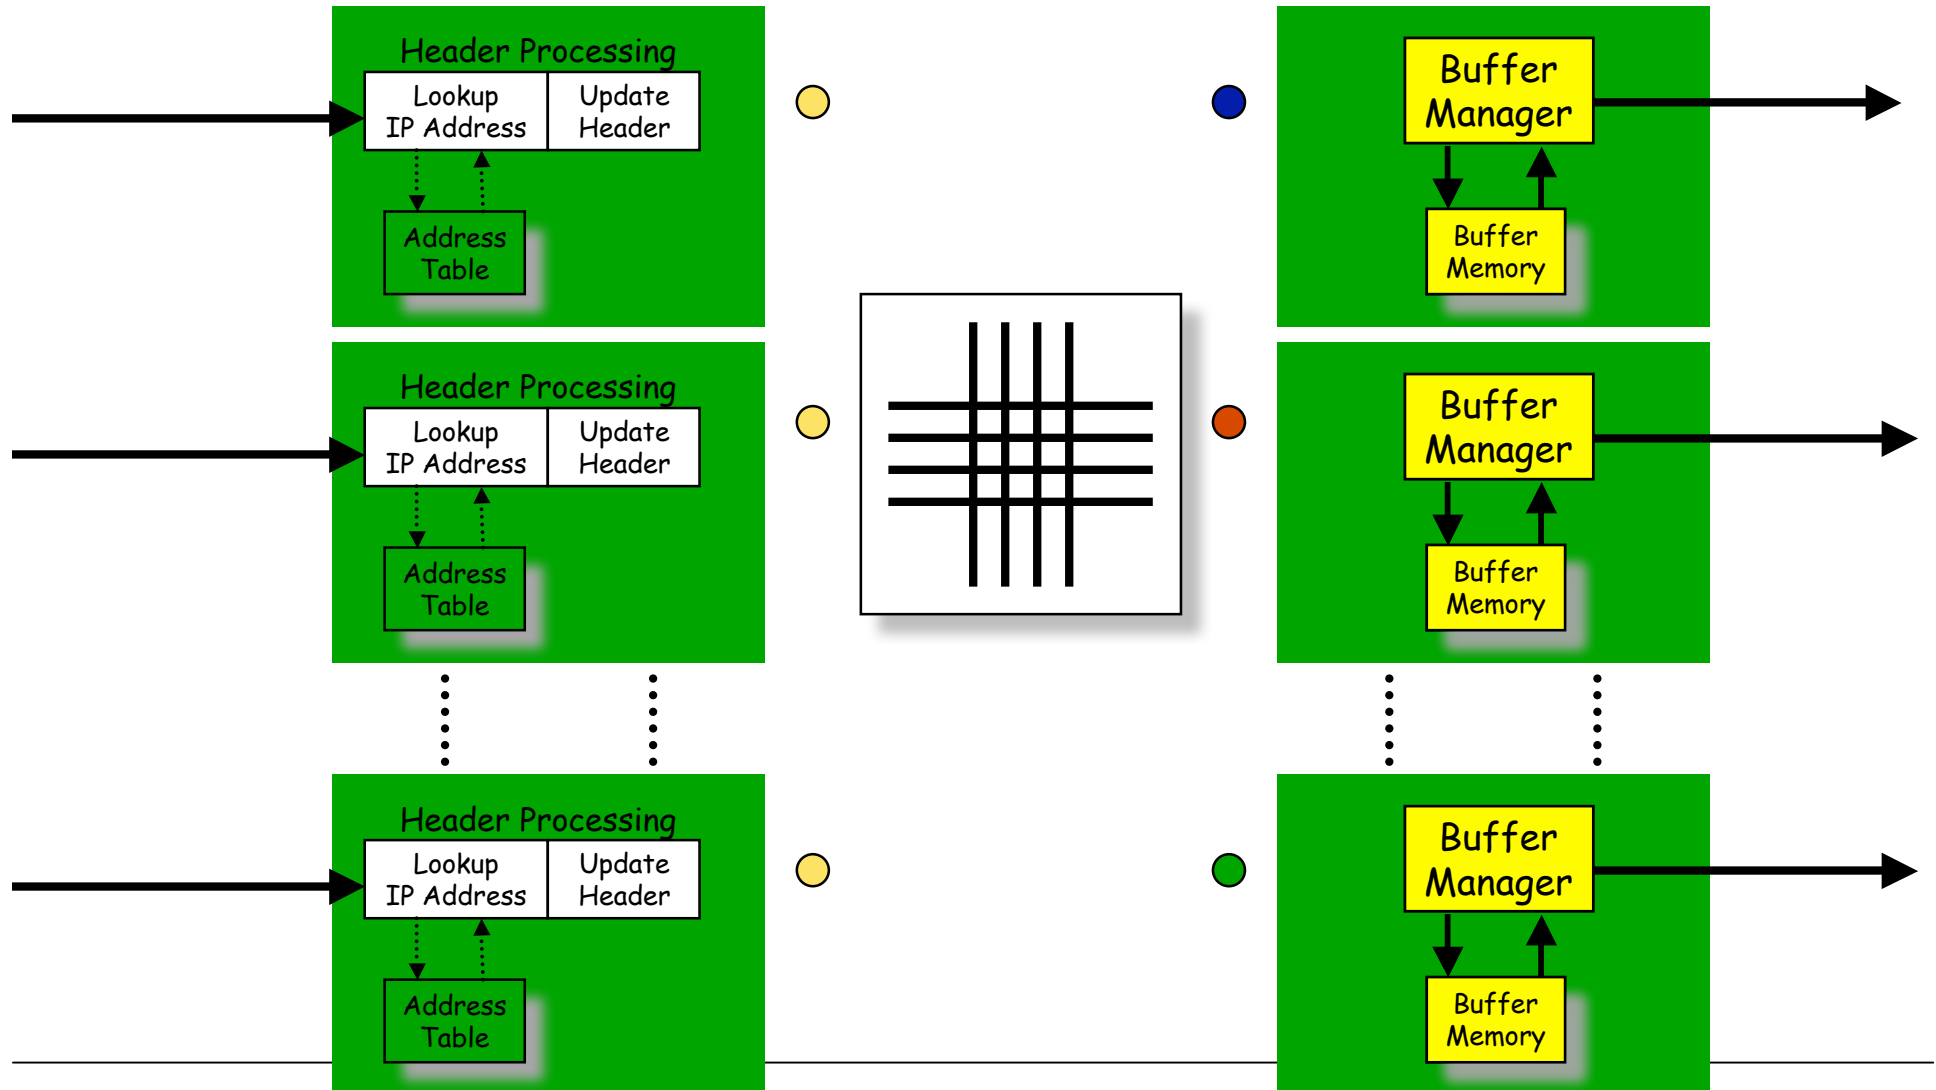 Header Processing
Lookup
IP Address
Update
Header
Address
Table
Buffer
Manager
Buffer
Memory
Header Processing
Lookup
IP Address
Update
Header
Address
Table
Buffer
Manager
Buffer
Memory
Header Processing
Lookup
IP Address
Update
Header
Address
Table
Buffer
Manager
Buffer
Memory